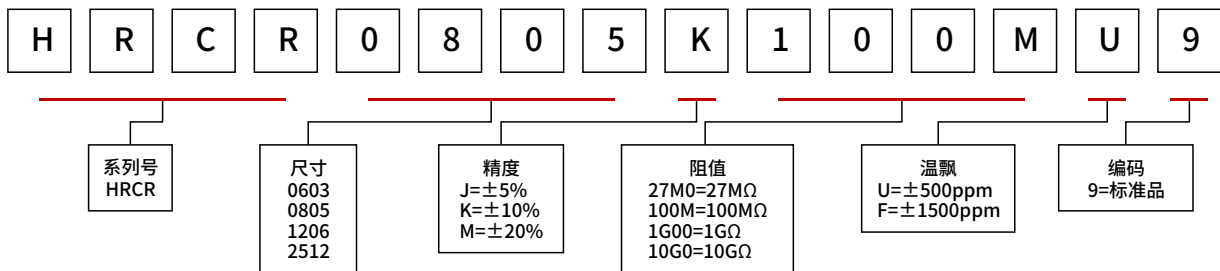 H R C R 0 8 0 5 K 1 0 0 M U 9
系列号
HRCR
尺寸
0603
0805
1206
2512
精度
J=±5%
K=±10%
M=±20%
阻值
27M0=27MΩ
100M=100MΩ
1G00=1GΩ
10G0=10GΩ
温飘
U=±500ppm
F=±1500ppm
编码
9=标准品